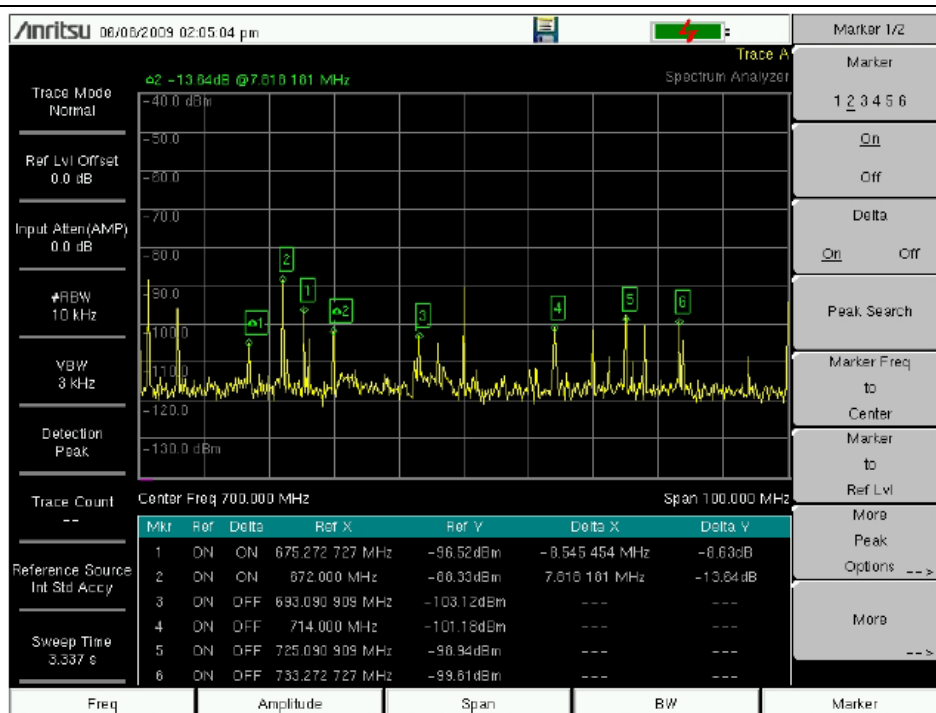 Anritsu 06/06/2009 02:05:04 pm
Trace A
Δ2 -13.64dB @7.818 181 MHz
Spectrum Analyzer
Trace Mode
Normal
Ref Lvl Offset
0.0 dB
Input Atten(AMP)
0.0 dB
#RBW
10 kHz
VBW
3 kHz
Detection
Peak
Trace Count
--
Reference Source
Int Std Accy
Sweep Time
3.337 s
-40.0 dBm
-50.0
-60.0
-70.0
-80.0
-90.0
-100.0
-110.0
-120.0
-130.0 dBm
Δ1
2
1
Δ2
3
4
5
6
Center Freq 700.000 MHz
Span 100.000 MHz
Mkr Ref Delta Ref X Ref Y Delta X Delta Y
1 ON ON 675.272 727 MHz -96.52dBm -8.545 454 MHz -8.63dB
2 ON ON 672.000 MHz -88.33dBm 7.818 181 MHz -13.64dB
3 ON OFF 693.090 909 MHz -103.12dBm --- ---
4 ON OFF 714.000 MHz -101.18dBm --- ---
5 ON OFF 725.090 909 MHz -98.94dBm --- ---
6 ON OFF 733.272 727 MHz -99.61dBm --- ---
Marker 1/2
Marker
1 2 3 4 5 6
On
Off
Delta
On Off
Peak Search
Marker Freq
to
Center
Marker
to
Ref Lvl
More
Peak
Options -->
More
-->
Freq Amplitude Span BW Marker